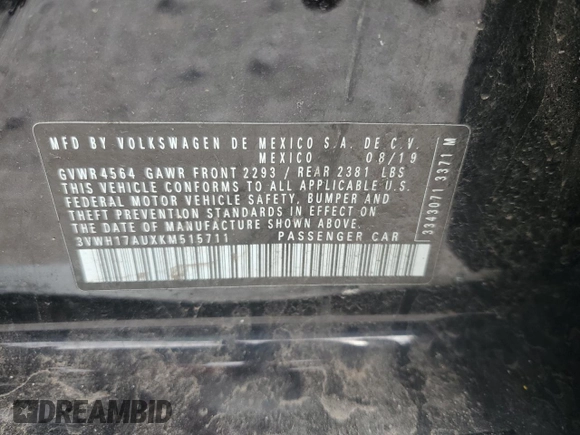 MFD BY VOLKSWAGEN DE MEXICO S.A. DE C.V.
MEXICO 08/19
GVWR 4564 GAWR FRONT 2293 / REAR 2381 LBS
THIS VEHICLE CONFORMS TO ALL APPLICABLE U.S.
FEDERAL MOTOR VEHICLE SAFETY, BUMPER AND
THEFT PREVENTION STANDARDS IN EFFECT ON
THE DATE OF MANUFACTURE SHOWN ABOVE.
3VWH17AUXKM515711 PASSENGER CAR
3343071 3371 M
DREAMBID